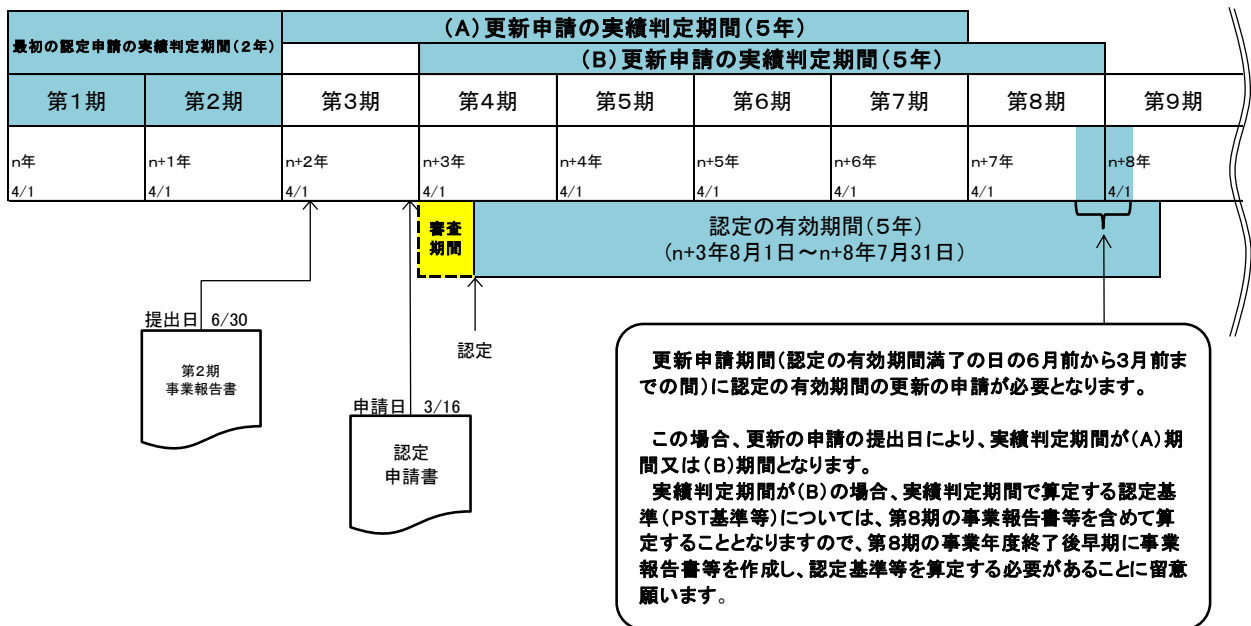 最初の認定申請の実績判定期間(2年)
(A)更新申請の実績判定期間(5年)
(B)更新申請の実績判定期間(5年)
第1期 第2期 第3期 第4期 第5期 第6期 第7期 第8期 第9期
n年 n+1年 n+2年 n+3年 n+4年 n+5年 n+6年 n+7年 n+8年
4/1 4/1 4/1 4/1 4/1 4/1 4/1 4/1 4/1
審査
期間
認定の有効期間(5年)
(n+3年8月1日~n+8年7月31日)
提出日 6/30
第2期
事業報告書
認定
申請日 3/16
認定
申請書
更新申請期間(認定の有効期間満了の日の6月前から3月前ま
での間)に認定の有効期間の更新の申請が必要となります。
この場合、更新の申請の提出日により、実績判定期間が(A)期
間又は(B)期間となります。
実績判定期間が(B)の場合、実績判定期間で算定する認定基
準(PST基準等)については、第8期の事業報告書等を含めて算
定することとなりますので、第8期の事業年度終了後早期に事業
報告書等を作成し、認定基準等を算定する必要があることに留意
願います。